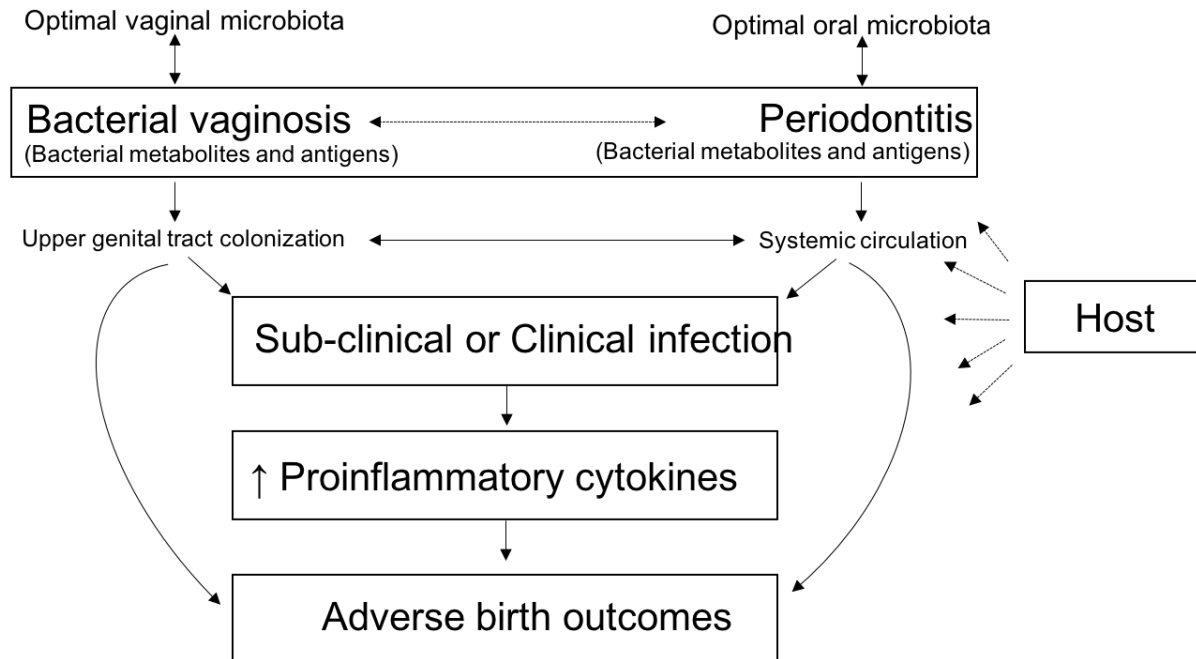 Optimal vaginal microbiota
Optimal oral microbiota
Bacterial vaginosis
(Bacterial metabolites and antigens)
Periodontitis
(Bacterial metabolites and antigens)
Upper genital tract colonization
Systemic circulation
Host
Sub-clinical or Clinical infection
↑ Proinflammatory cytokines
Adverse birth outcomes